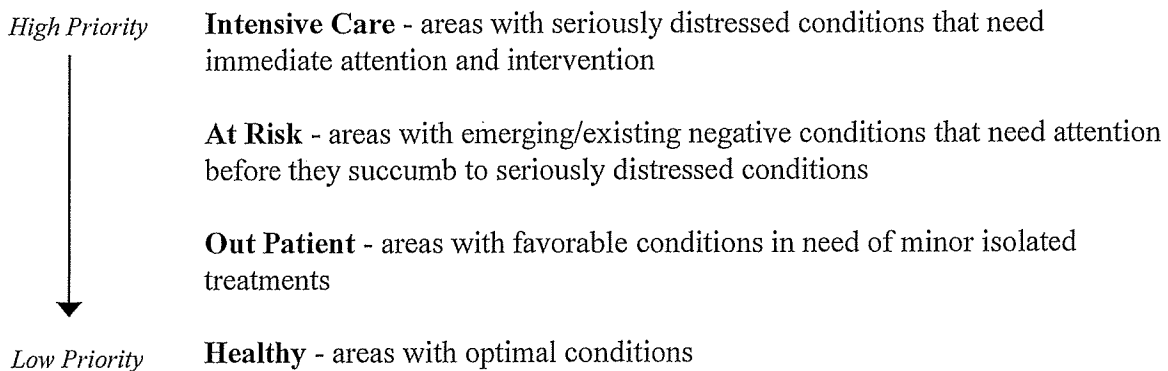 High Priority
Intensive Care - areas with seriously distressed conditions that need
immediate attention and intervention
At Risk - areas with emerging/existing negative conditions that need attention
before they succumb to seriously distressed conditions
Out Patient - areas with favorable conditions in need of minor isolated
treatments
Low Priority
Healthy - areas with optimal conditions